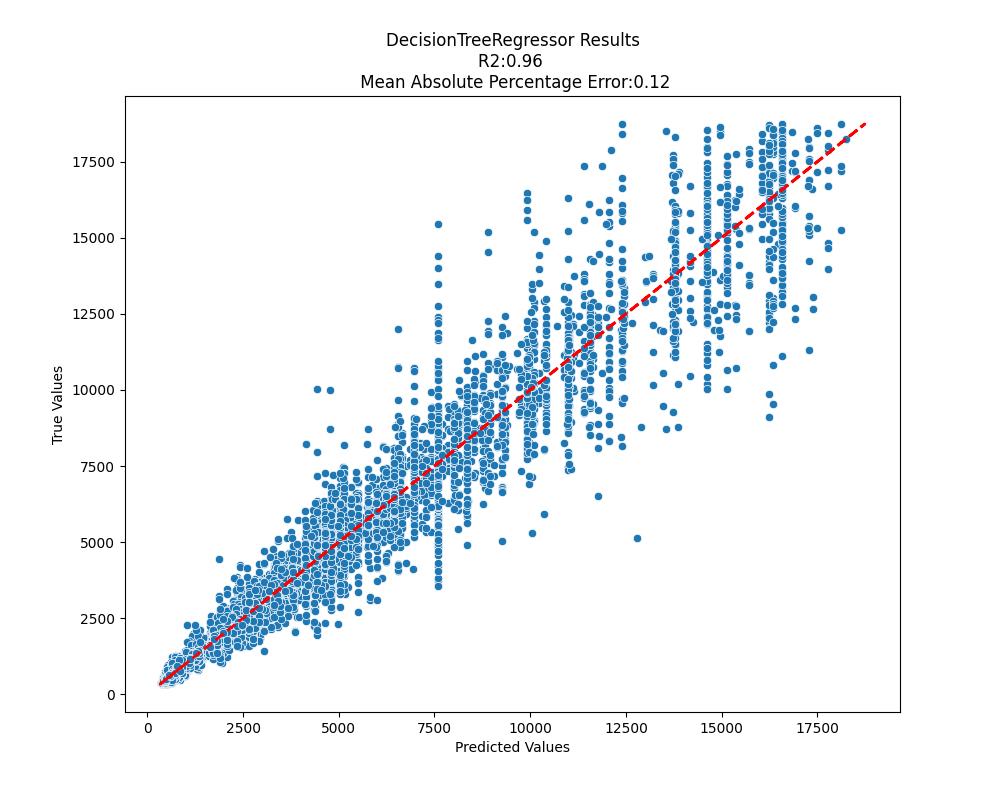 DecisionTreeRegressor Results
R2:0.96
Mean Absolute Percentage Error:0.12
True Values
17500
15000
12500
10000
7500
5000
2500
0
0 2500 5000 7500 10000 12500 15000 17500
Predicted Values